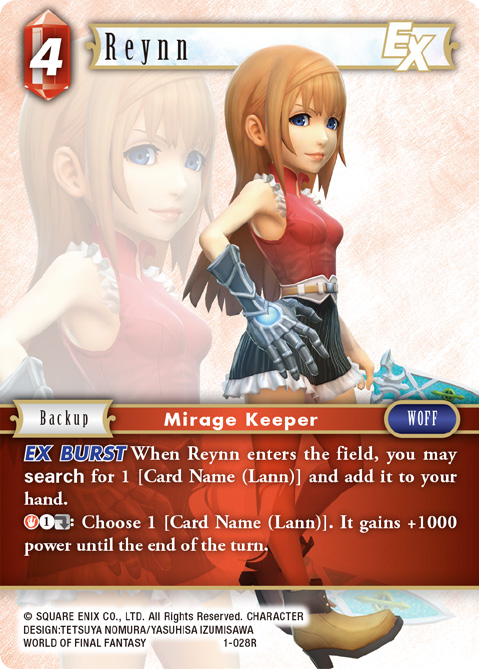 4
Reynn
EX
Backup
Mirage Keeper
WOFF
EX BURST When Reynn enters the field, you may
search for 1 [Card Name (Lann)] and add it to your
hand.
1: Choose 1 [Card Name (Lann)]. It gains +1000
power until the end of the turn.
© SQUARE ENIX CO., LTD. All Rights Reserved. CHARACTER
DESIGN:TETSUYA NOMURA/YASUHISA IZUMISAWA
WORLD OF FINAL FANTASY 1-028R